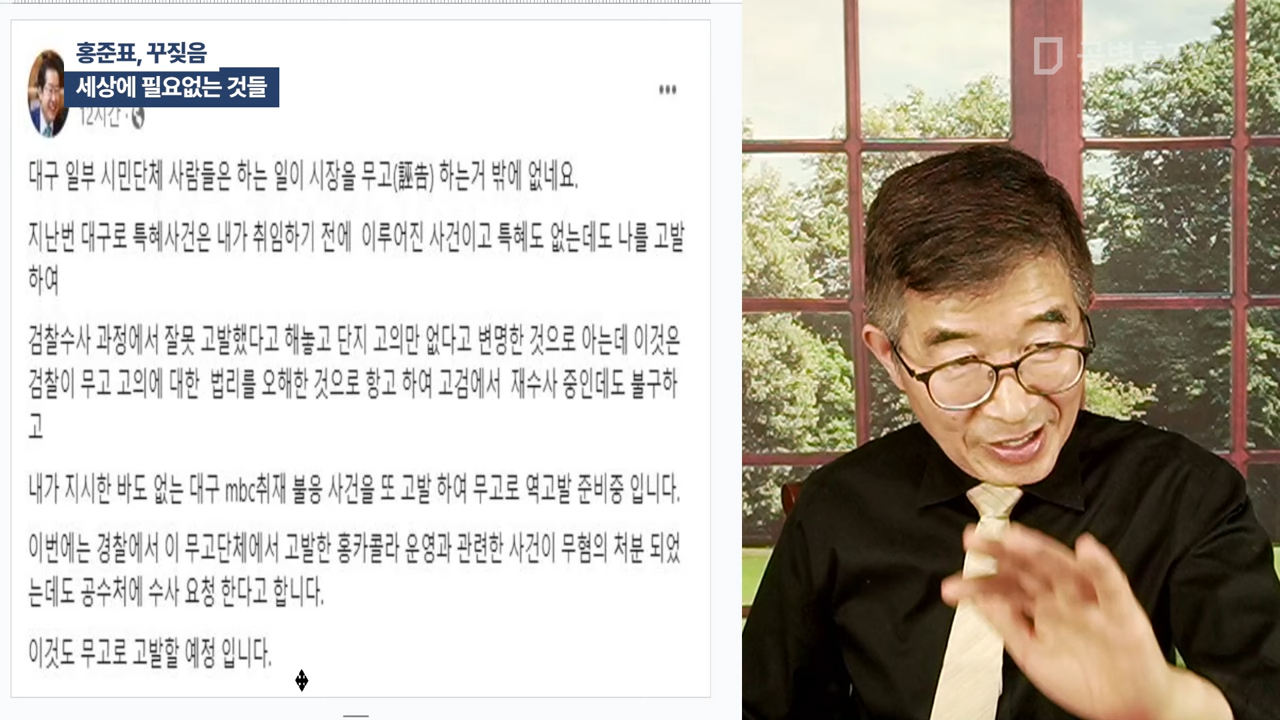 홍준표, 꾸짖음
세상에 필요없는 것들
12시간 ·
대구 일부 시민단체 사람들은 하는 일이 시장을 무고(誣告) 하는거 밖에 없네요.
지난번 대구로 특혜사건은 내가 취임하기 전에 이루어진 사건이고 특혜도 없는데도 나를 고발
하여
검찰수사 과정에서 잘못 고발했다고 해놓고 단지 고의만 없다고 변명한 것으로 아는데 이것은
검찰이 무고 고의에 대한 법리를 오해한 것으로 항고 하여 고검에서 재수사 중인데도 불구하
고
내가 지시한 바도 없는 대구 mbc취재 불응 사건을 또 고발 하여 무고로 역고발 준비중 입니다.
이번에는 경찰에서 이 무고단체에서 고발한 홍카콜라 운영과 관련한 사건이 무혐의 처분 되었
는데도 공수처에 수사 요청 한다고 합니다.
이것도 무고로 고발할 예정 입니다.